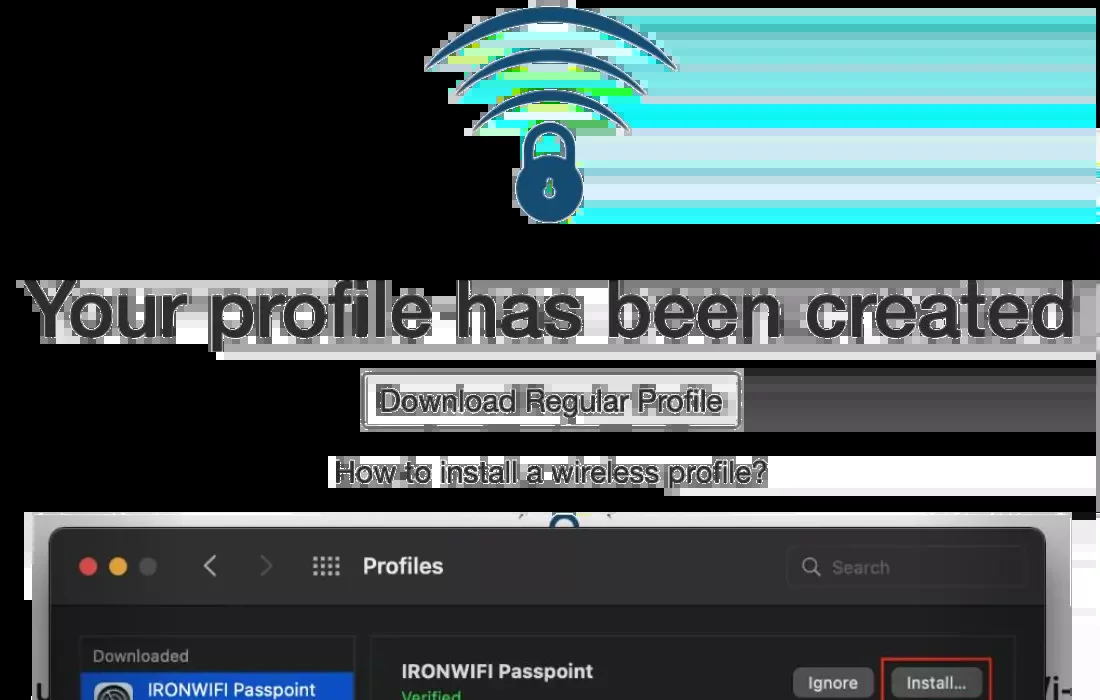 Your profile has been created
Download Regular Profile
How to install a wireless profile?
Profiles
Search
Downloaded
IRONWIFI Passpoint
IRONWIFI Passpoint
Verified
Ignore
Install...